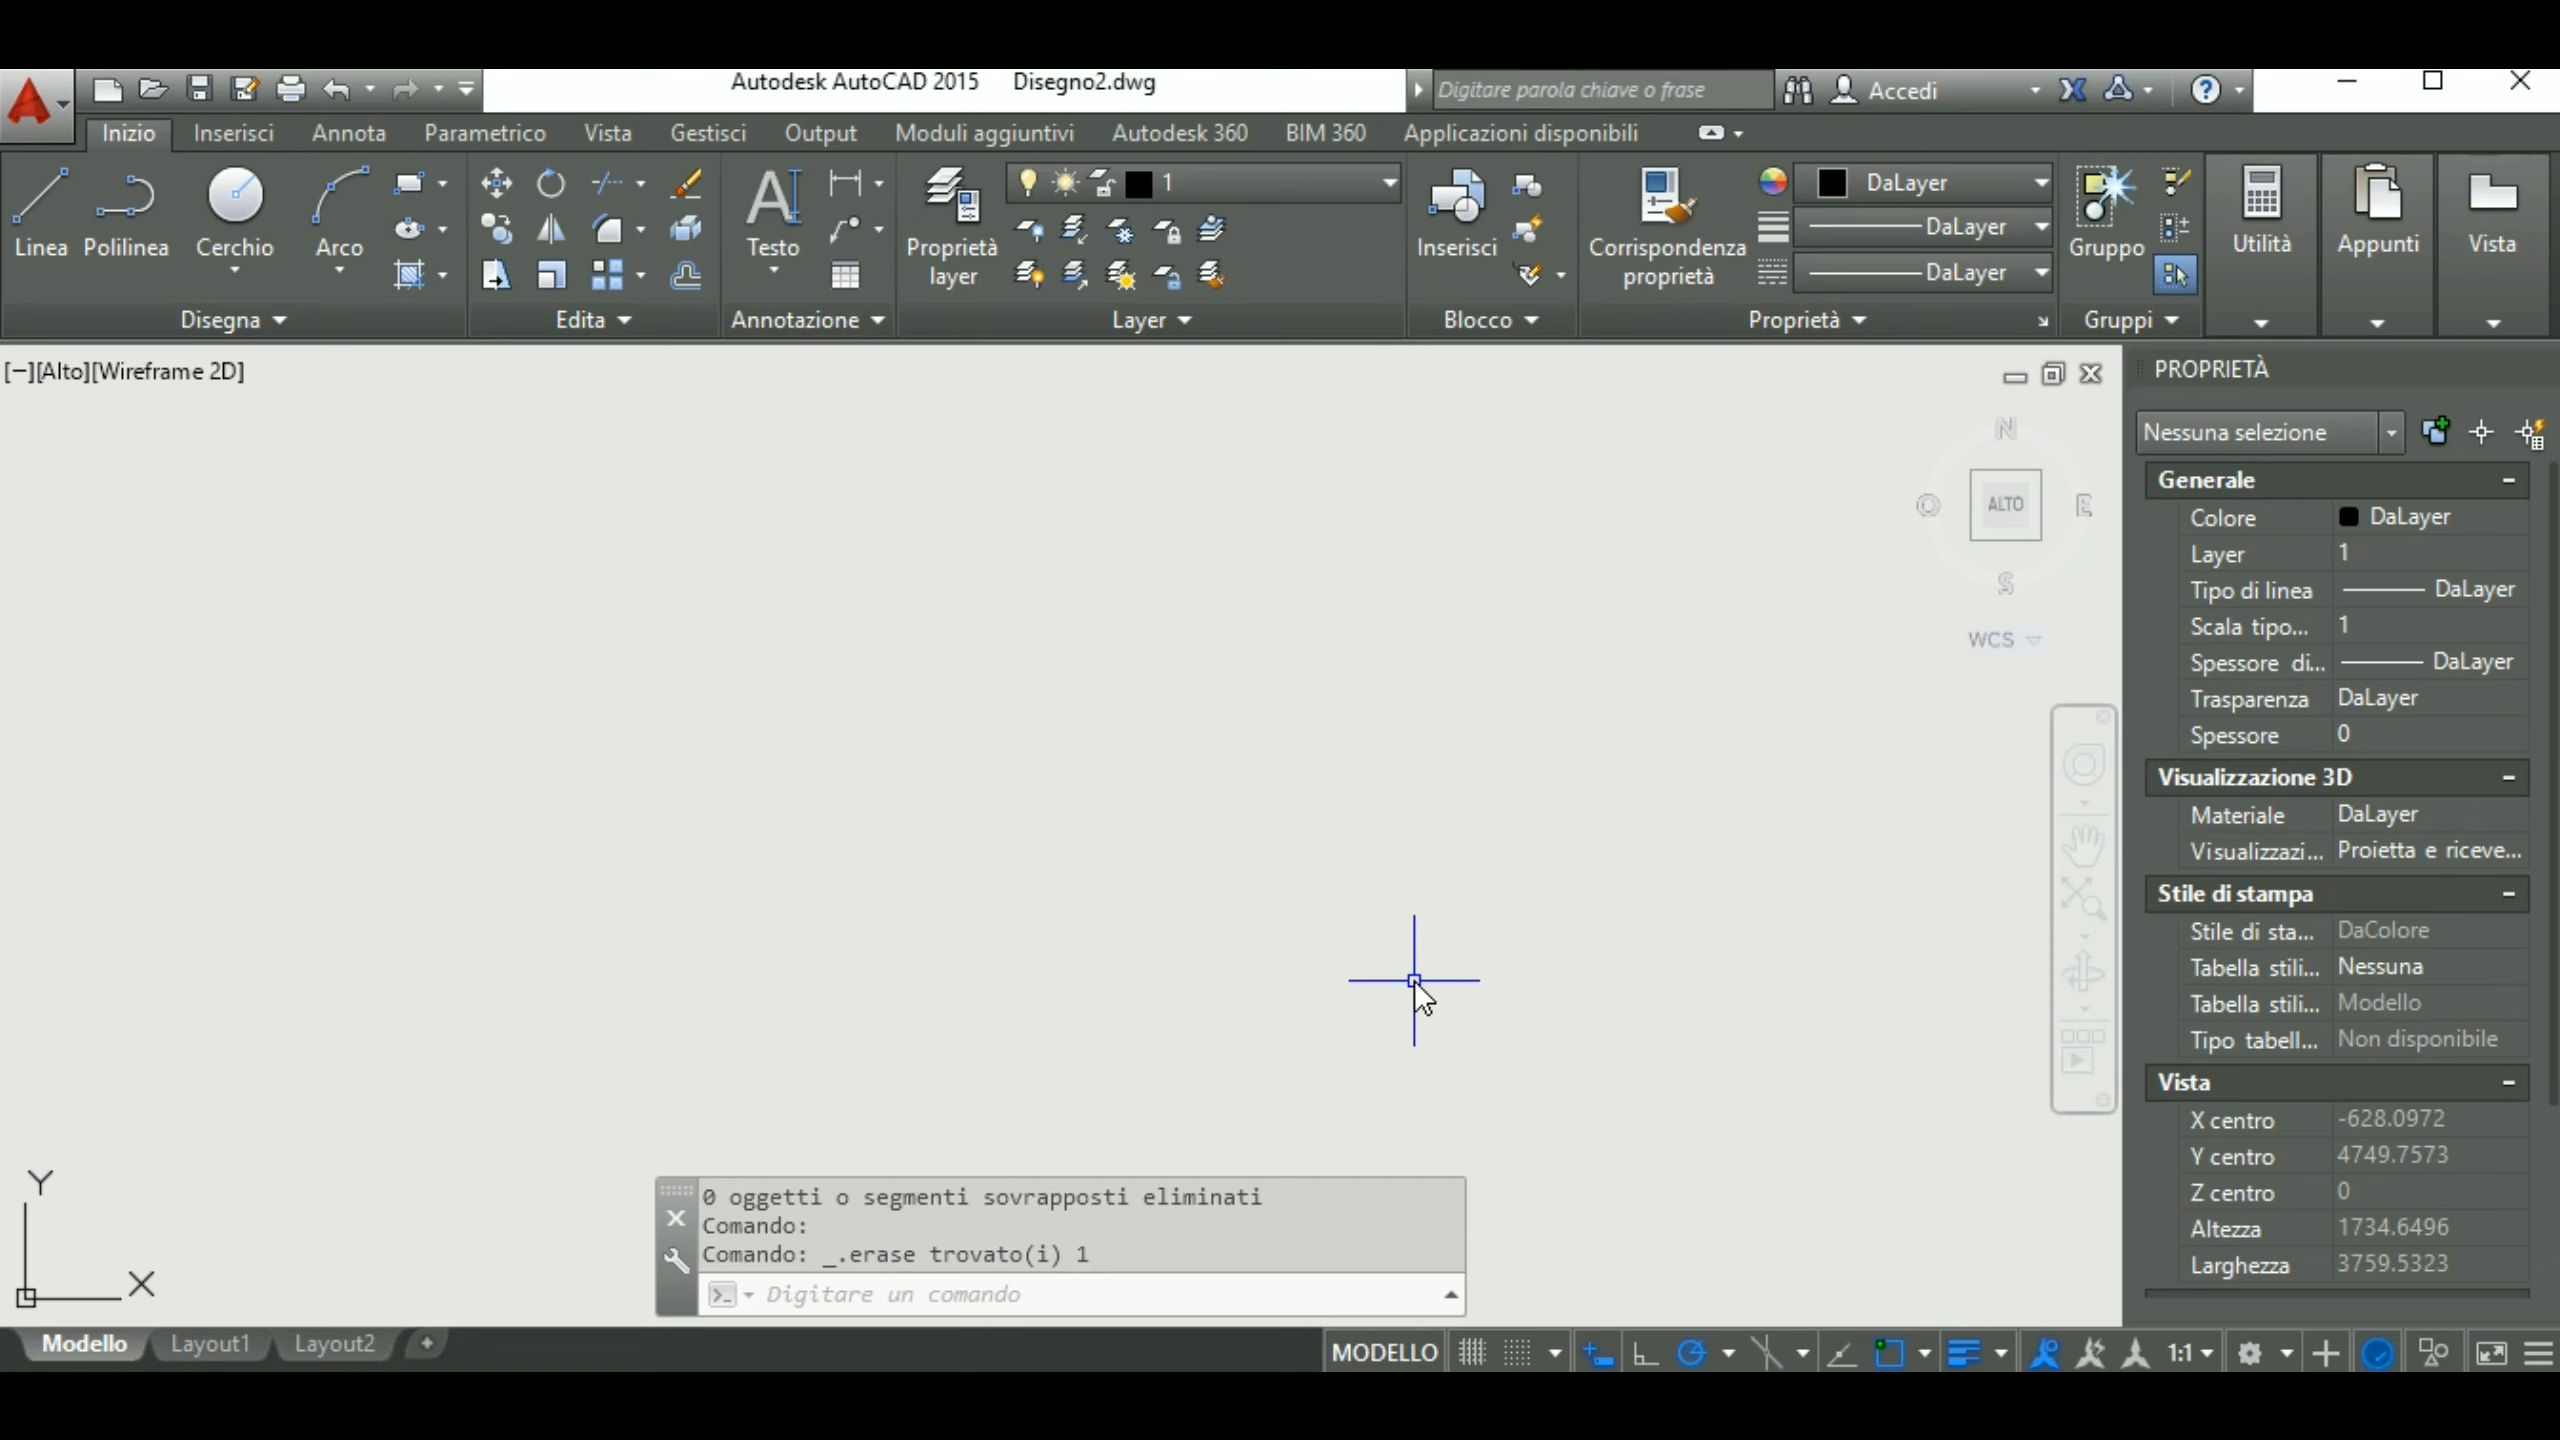 Autodesk AutoCAD 2015 Disegno2.dwg
Digitare parola chiave o frase
Accedi
Inizio Inserisci Annota Parametrico Vista Gestisci Output Moduli aggiuntivi Autodesk 360 BIM 360 Applicazioni disponibili
1
DaLayer
DaLayer
DaLayer
Linea Polilinea Cerchio Arco
Testo
Proprietà layer
Inserisci
Corrispondenza proprietà
Gruppo
Utilità
Appunti
Vista
Disegna Edita Annotazione Layer Blocco Proprietà Gruppi
[−][Alto][Wireframe 2D]
N
O ALTO E
S
WCS
PROPRIETÀ
Nessuna selezione
Generale
Colore DaLayer
Layer 1
Tipo di linea DaLayer
Scala tipo... 1
Spessore di... DaLayer
Trasparenza DaLayer
Spessore 0
Visualizzazione 3D
Materiale DaLayer
Visualizzazi... Proietta e riceve...
Stile di stampa
Stile di sta... DaColore
Tabella stili... Nessuna
Tabella stili... Modello
Tipo tabell... Non disponibile
Vista
X centro -628.0972
Y centro 4749.7573
Z centro 0
Altezza 1734.6496
Larghezza 3759.5323
Y
X
0 oggetti o segmenti sovrapposti eliminati
Comando:
Comando: _.erase trovato(i) 1
Digitare un comando
Modello Layout1 Layout2
MODELLO 1:1